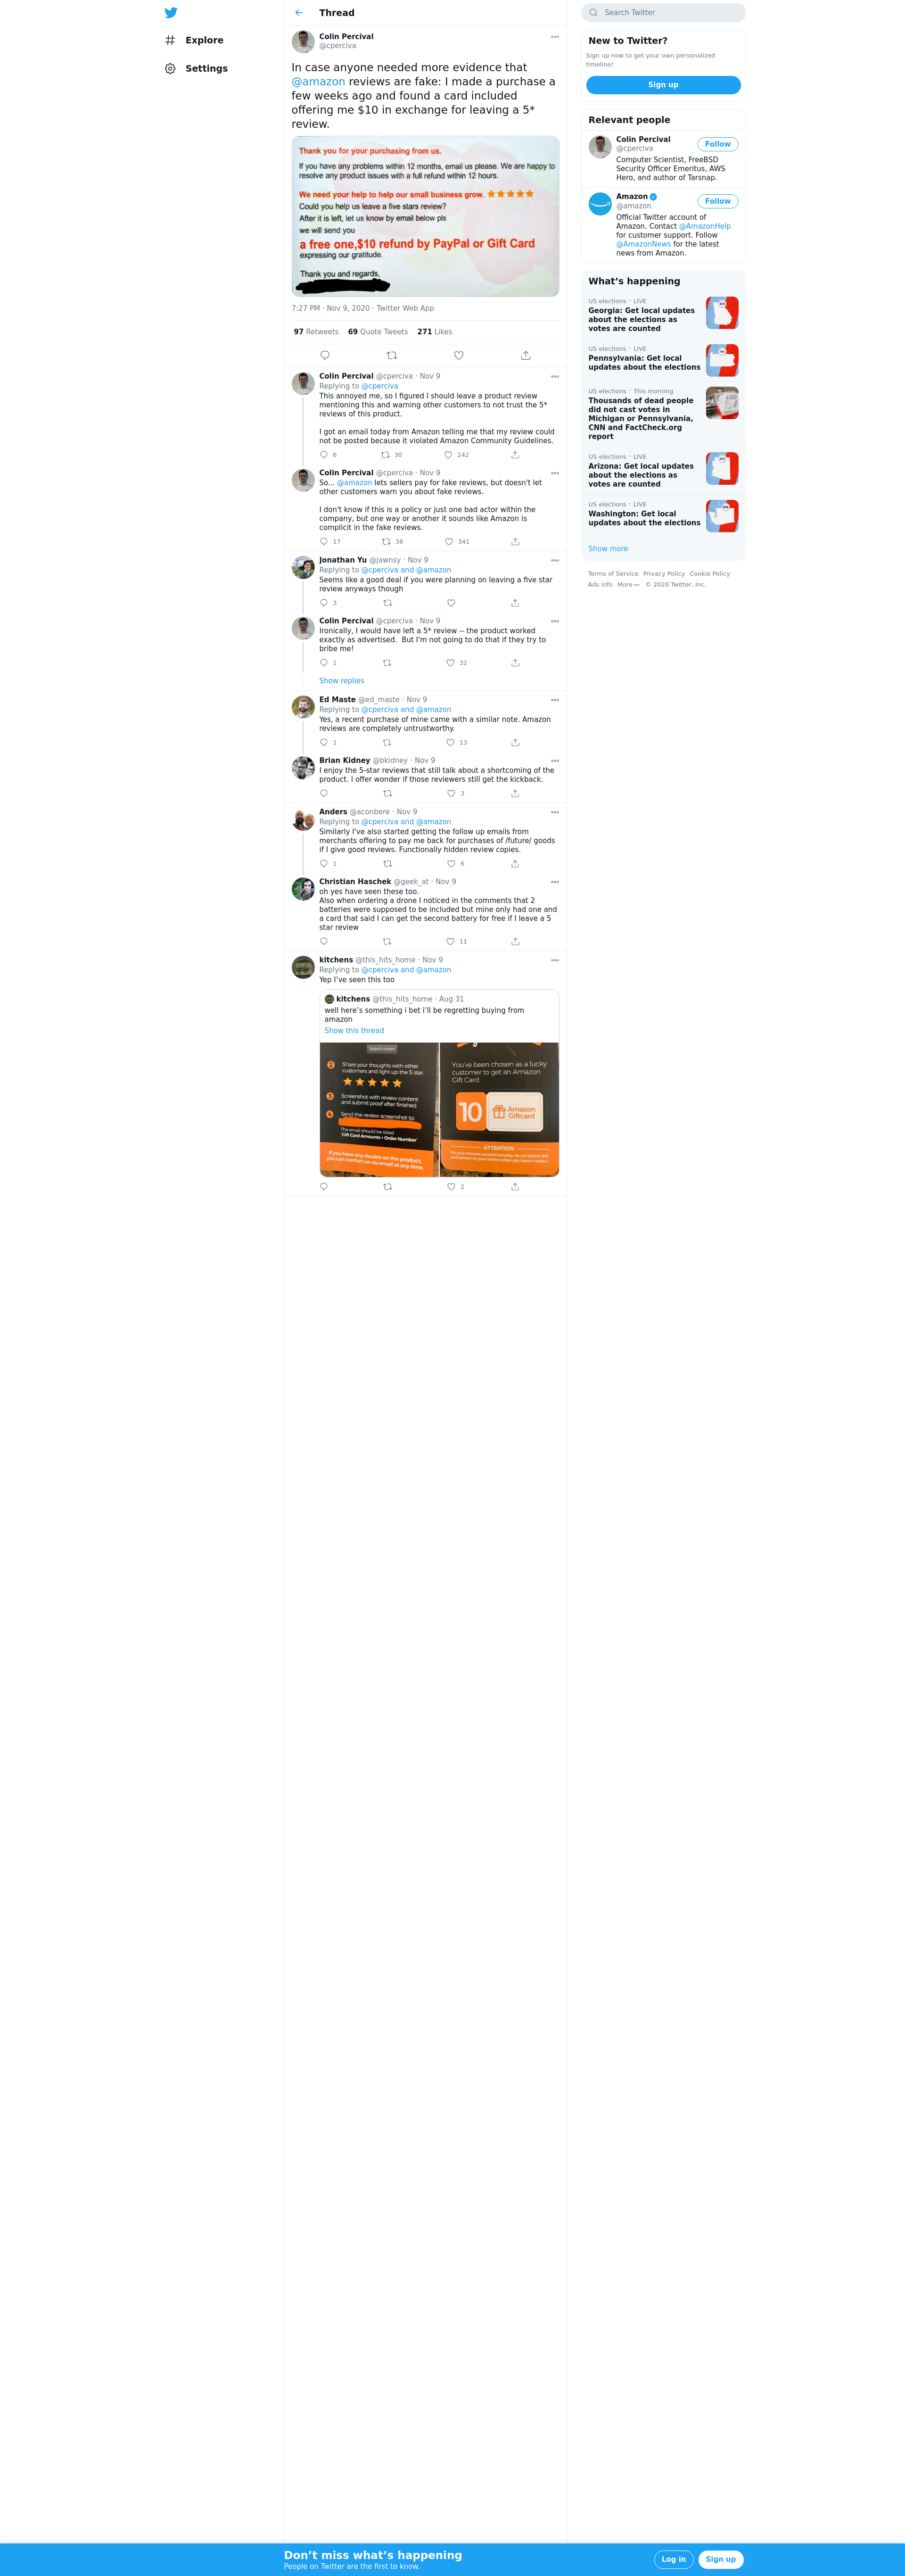 Explore
Settings
Thread
Colin Percival
@cperciva
In case anyone needed more evidence that
@amazon reviews are fake: I made a purchase a
few weeks ago and found a card included
offering me $10 in exchange for leaving a 5*
review.
Thank you for your purchasing from us.
If you have any problems within 12 months, email us please. We are happy to
resolve any product issues with a full refund within 12 hours.
We need your help to help our small business grow.
Could you help us leave a five stars review?
After it is left, let us know by email below pls
we will send you
a free one,$10 refund by PayPal or Gift Card
expressing our gratitude.
Thank you and regards,
7:27 PM · Nov 9, 2020 · Twitter Web App
97 Retweets 69 Quote Tweets 271 Likes
Colin Percival @cperciva · Nov 9
Replying to @cperciva
This annoyed me, so I figured I should leave a product review
mentioning this and warning other customers to not trust the 5*
reviews of this product.
I got an email today from Amazon telling me that my review could
not be posted because it violated Amazon Community Guidelines.
6 30 242
Colin Percival @cperciva · Nov 9
So... @amazon lets sellers pay for fake reviews, but doesn't let
other customers warn you about fake reviews.
I don't know if this is a policy or just one bad actor within the
company, but one way or another it sounds like Amazon is
complicit in the fake reviews.
17 38 341
Jonathan Yu @jawnsy · Nov 9
Replying to @cperciva and @amazon
Seems like a good deal if you were planning on leaving a five star
review anyways though
3
Colin Percival @cperciva · Nov 9
Ironically, I would have left a 5* review -- the product worked
exactly as advertised. But I'm not going to do that if they try to
bribe me!
1 32
Show replies
Ed Maste @ed_maste · Nov 9
Replying to @cperciva and @amazon
Yes, a recent purchase of mine came with a similar note. Amazon
reviews are completely untrustworthy.
1 13
Brian Kidney @bkidney · Nov 9
I enjoy the 5-star reviews that still talk about a shortcoming of the
product. I offer wonder if those reviewers still get the kickback.
3
Anders @aconbere · Nov 9
Replying to @cperciva and @amazon
Similarly I've also started getting the follow up emails from
merchants offering to pay me back for purchases of /future/ goods
if I give good reviews. Functionally hidden review copies.
1 6
Christian Haschek @geek_at · Nov 9
oh yes have seen these too.
Also when ordering a drone I noticed in the comments that 2
batteries were supposed to be included but mine only had one and
a card that said I can get the second battery for free if I leave a 5
star review
11
kitchens @this_hits_home · Nov 9
Replying to @cperciva and @amazon
Yep I've seen this too
kitchens @this_hits_home · Aug 31
well here's something i bet i'll be regretting buying from
amazon
Show this thread
Search orders
2 Share your thoughts with other
customers and light up the 5 star.
3 Screenshot with review content
and submit proof after finished.
4 Send the review screenshot to
The email should be titled
"Gift Card Amounts + Order Number"
If you have any doubts on the product,
you can contact us via email at any time.
You've been chosen as a lucky
customer to get an Amazon
Gift Card.
10 Amazon
Giftcard
ATTENTION
2
Search Twitter
New to Twitter?
Sign up now to get your own personalized
timeline!
Sign up
Relevant people
Colin Percival
@cperciva
Follow
Computer Scientist, FreeBSD
Security Officer Emeritus, AWS
Hero, and author of Tarsnap.
Amazon
@amazon
Follow
Official Twitter account of
Amazon. Contact @AmazonHelp
for customer support. Follow
@AmazonNews for the latest
news from Amazon.
What's happening
US elections · LIVE
Georgia: Get local updates
about the elections as
votes are counted
US elections · LIVE
Pennsylvania: Get local
updates about the elections
US elections · This morning
Thousands of dead people
did not cast votes in
Michigan or Pennsylvania,
CNN and FactCheck.org
report
US elections · LIVE
Arizona: Get local updates
about the elections as
votes are counted
US elections · LIVE
Washington: Get local
updates about the elections
Show more
Terms of Service Privacy Policy Cookie Policy
Ads info More © 2020 Twitter, Inc.
Don't miss what's happening
People on Twitter are the first to know.
Log in
Sign up